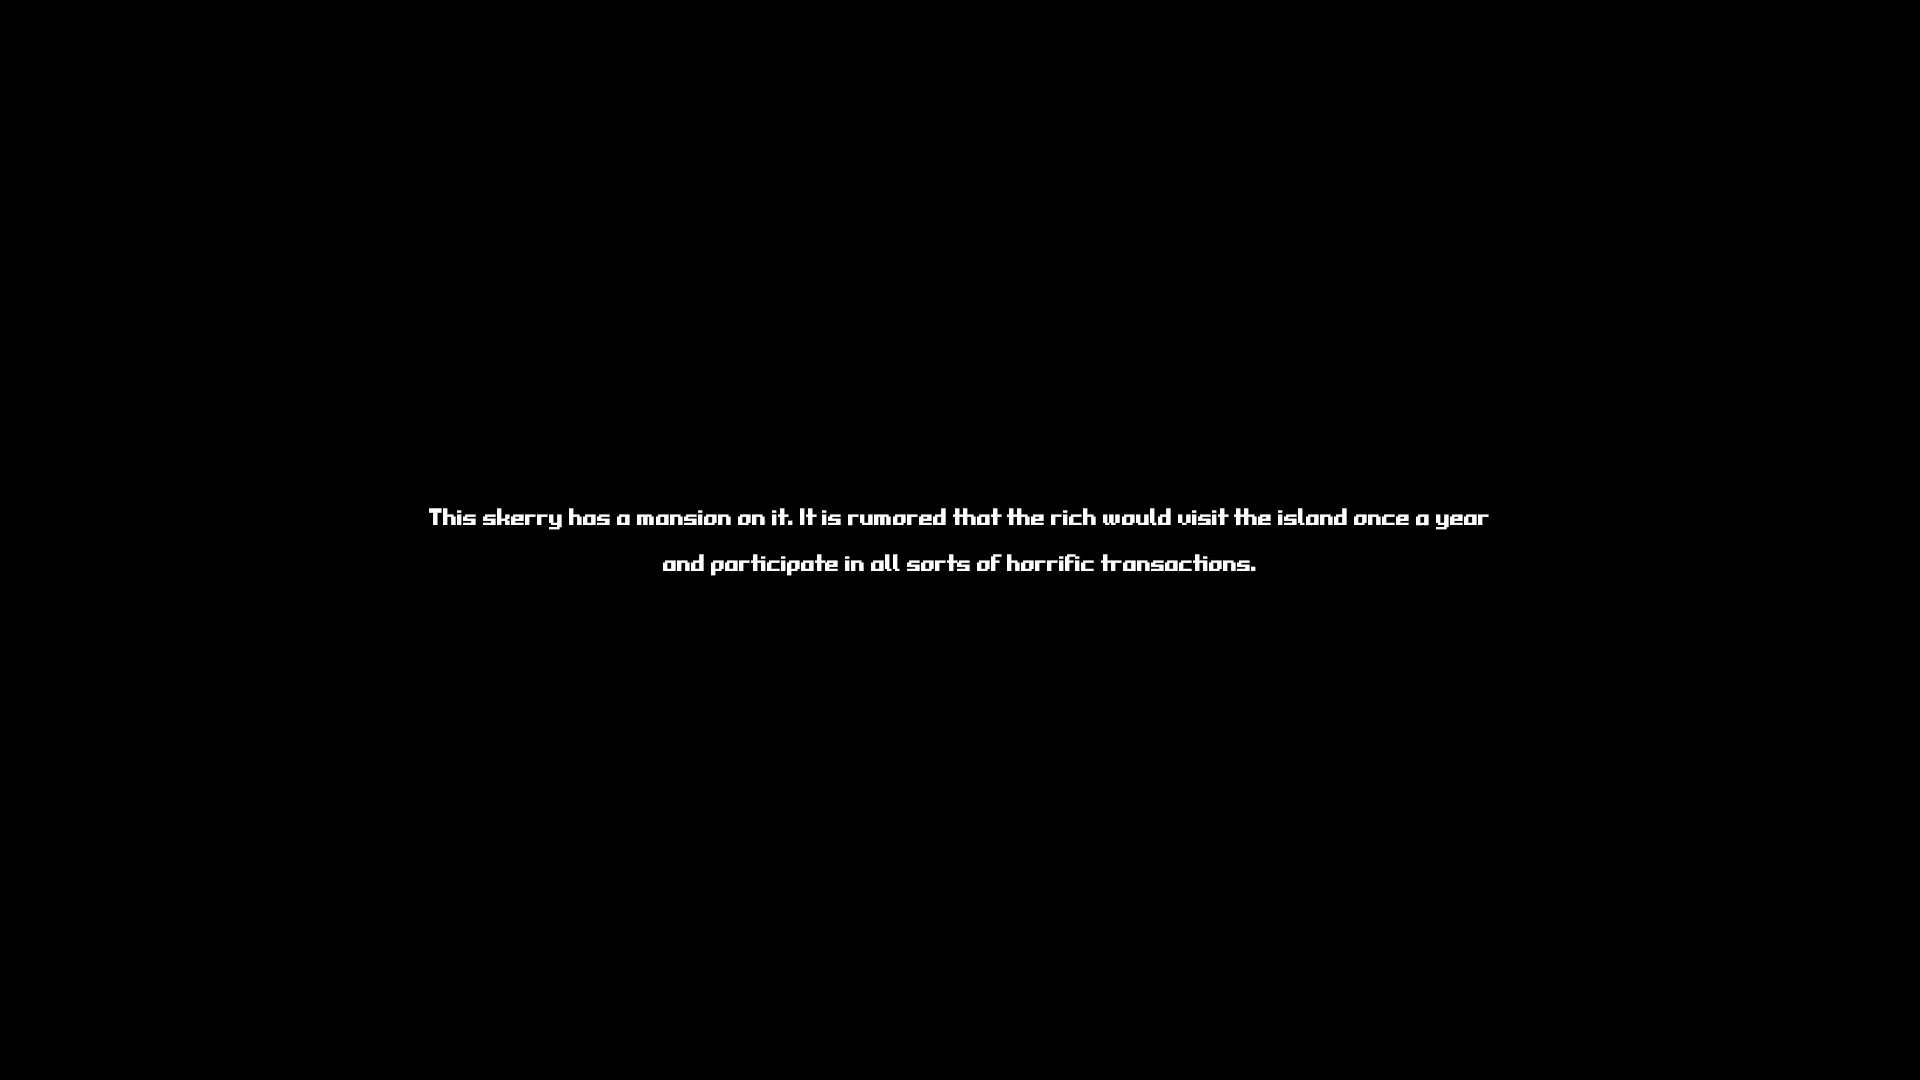 This skerry has a mansion on it. It is rumored that the rich would visit the island once a year
and participate in all sorts of horrific transactions.